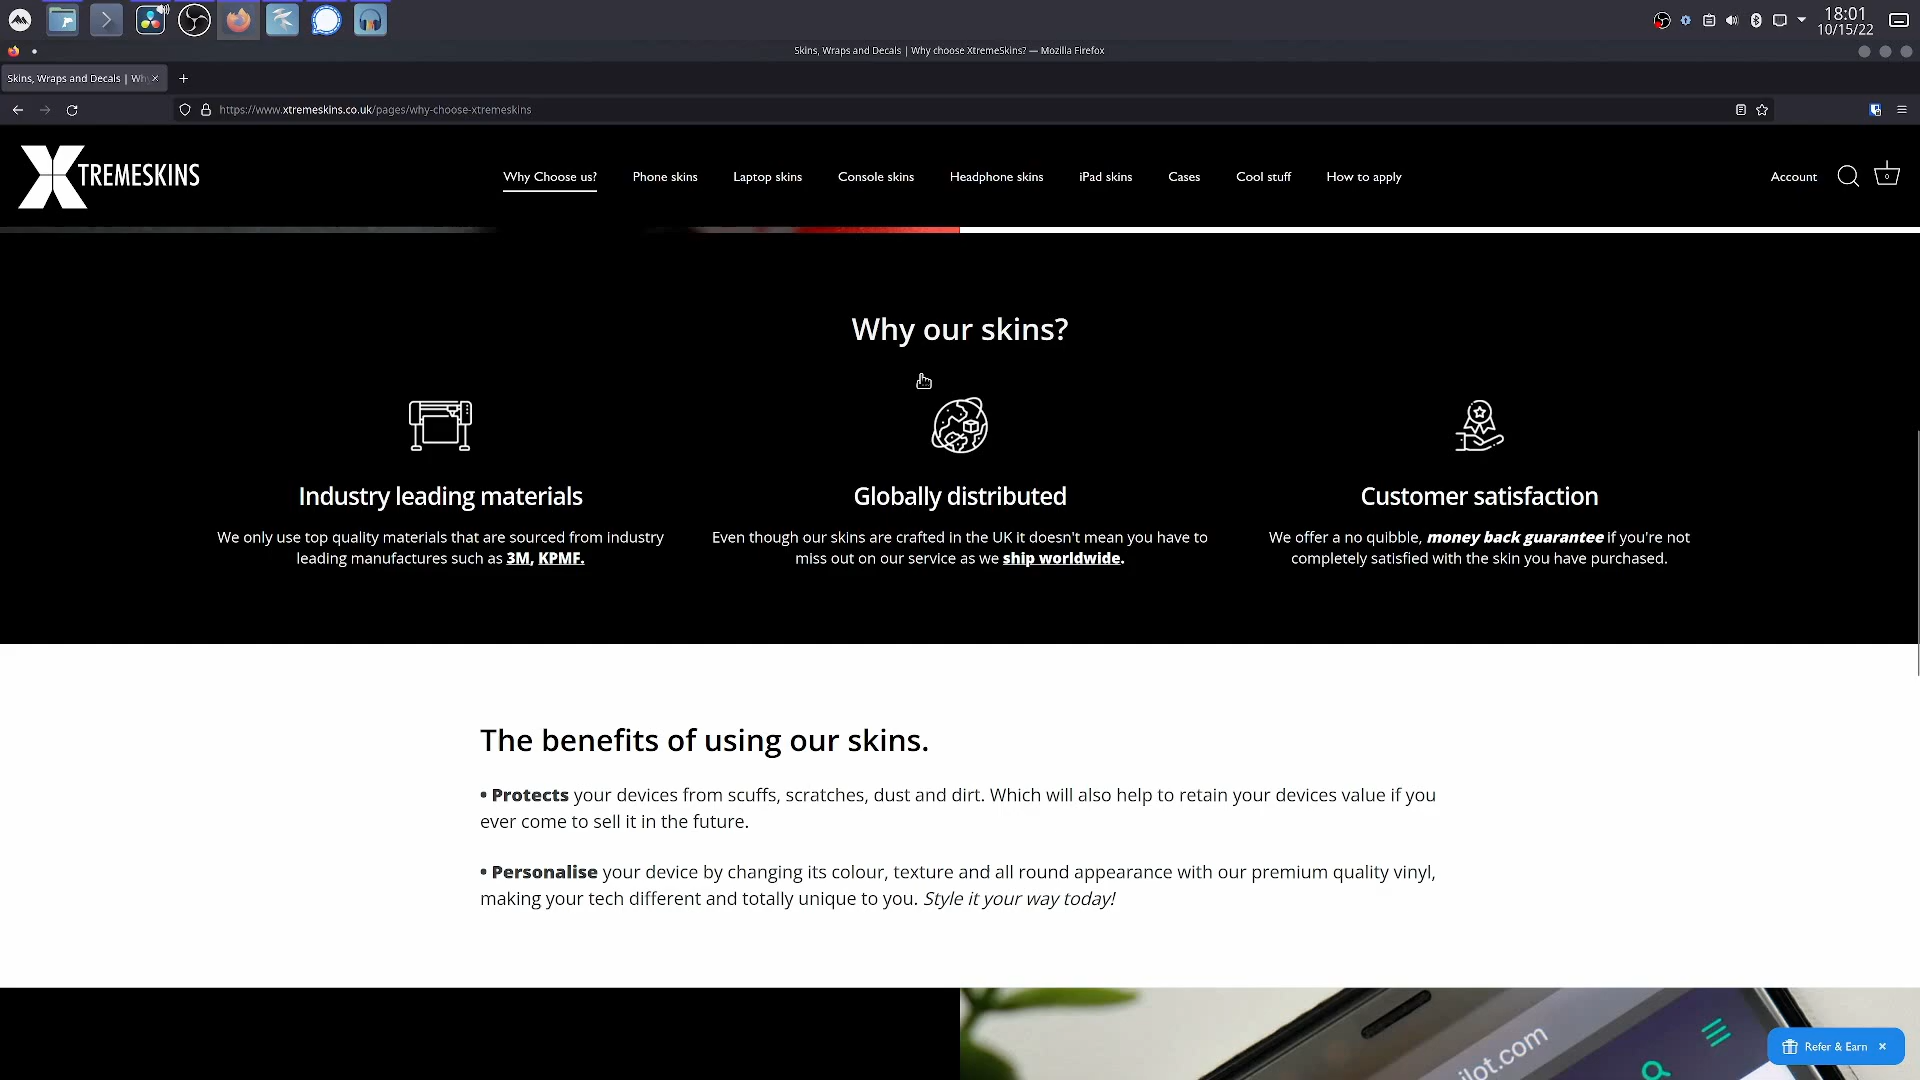 18:01
10/15/22
Skins, Wraps and Decals | Why choose XtremeSkins? — Mozilla Firefox
Skins, Wraps and Decals | Wh
https://www.xtremeskins.co.uk/pages/why-choose-xtremeskins
XTREMESKINS
Why Choose us?
Phone skins
Laptop skins
Console skins
Headphone skins
iPad skins
Cases
Cool stuff
How to apply
Account
0
Why our skins?
Industry leading materials
We only use top quality materials that are sourced from industry
leading manufactures such as 3M, KPMF.
Globally distributed
Even though our skins are crafted in the UK it doesn't mean you have to
miss out on our service as we ship worldwide.
Customer satisfaction
We offer a no quibble, money back guarantee if you're not
completely satisfied with the skin you have purchased.
The benefits of using our skins.
• Protects your devices from scuffs, scratches, dust and dirt. Which will also help to retain your devices value if you
ever come to sell it in the future.
• Personalise your device by changing its colour, texture and all round appearance with our premium quality vinyl,
making your tech different and totally unique to you. Style it your way today!
ilot.com
Refer & Earn